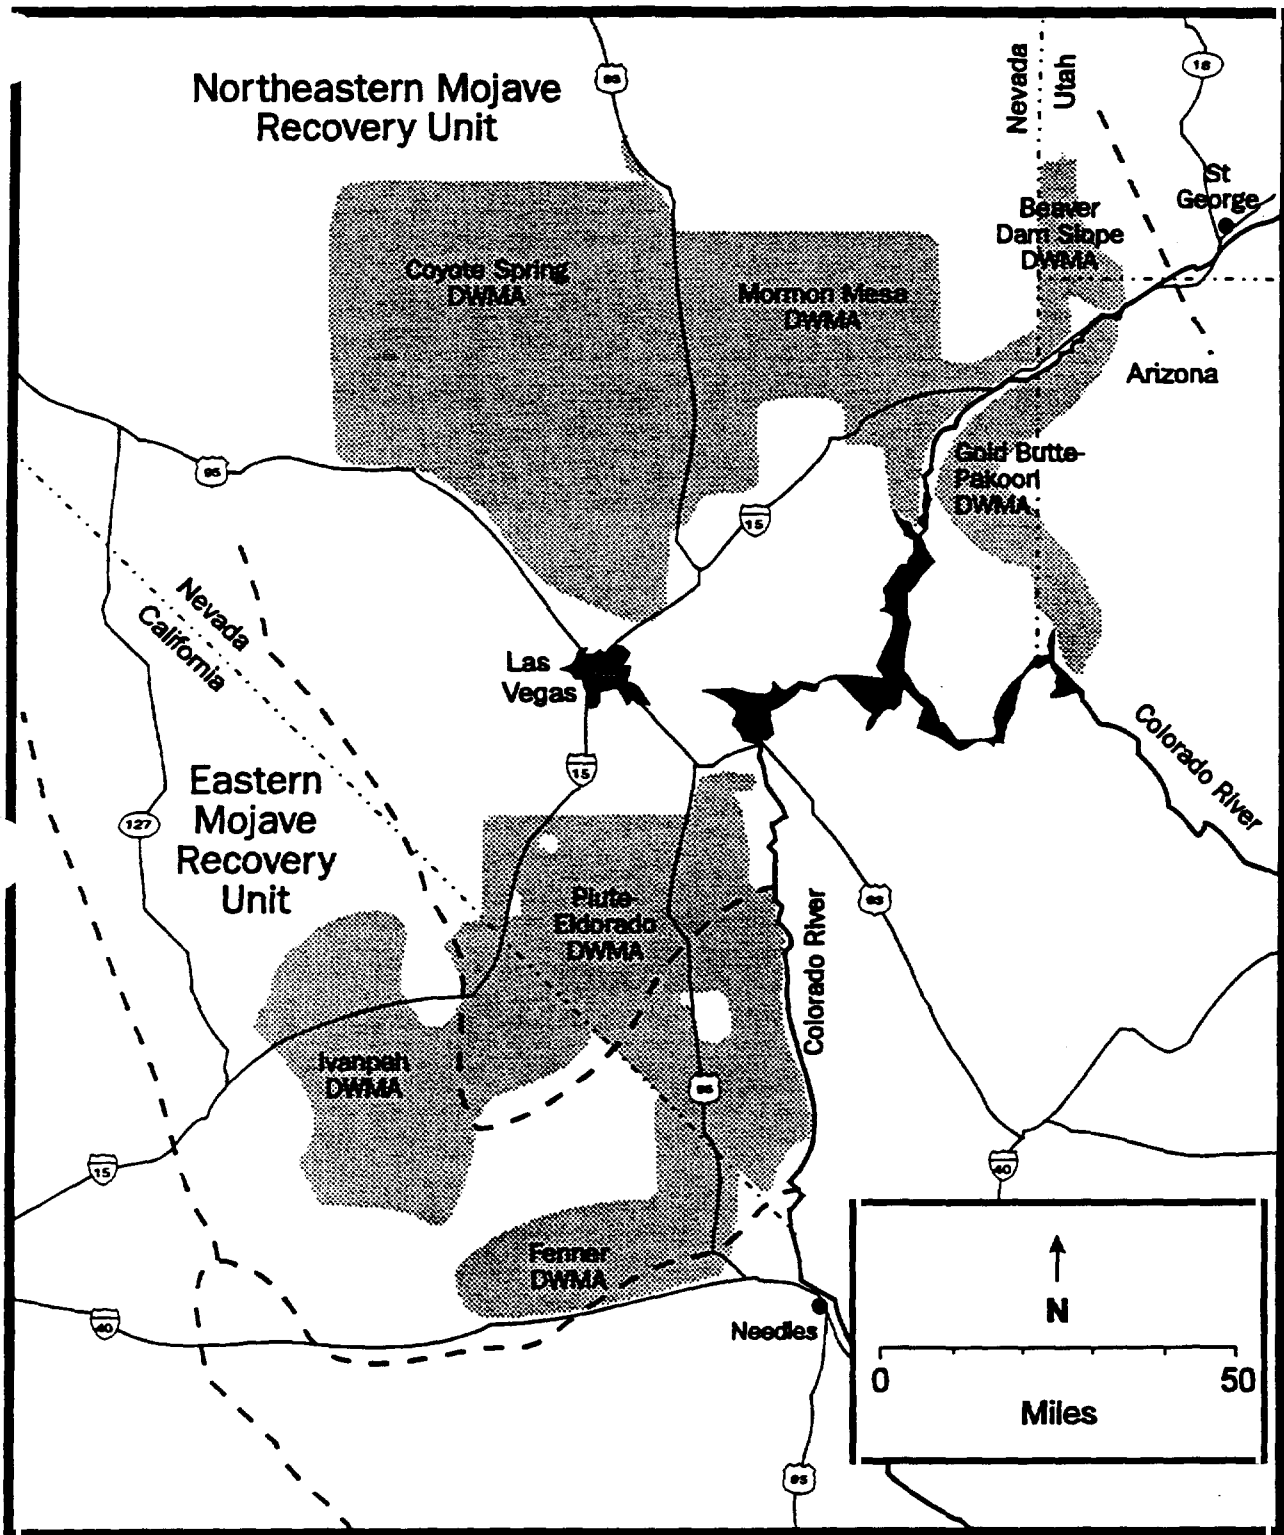 Northeastern Mojave
Recovery Unit
Nevada
Utah
18
St
George
Beaver
Dam Slope
DWMA
Coyote Spring
DWMA
Mormon Mesa
DWMA
Arizona
95
Gold Butte-
Pakoon
DWMA
15
Nevada
California
Las
Vegas
Colorado River
15
Eastern
Mojave
Recovery
Unit
127
Piute-
Eldorado
DWMA
Colorado River
Ivanpah
DWMA
95
15
40
Fenner
DWMA
N
40
Needles
0
50
Miles
95